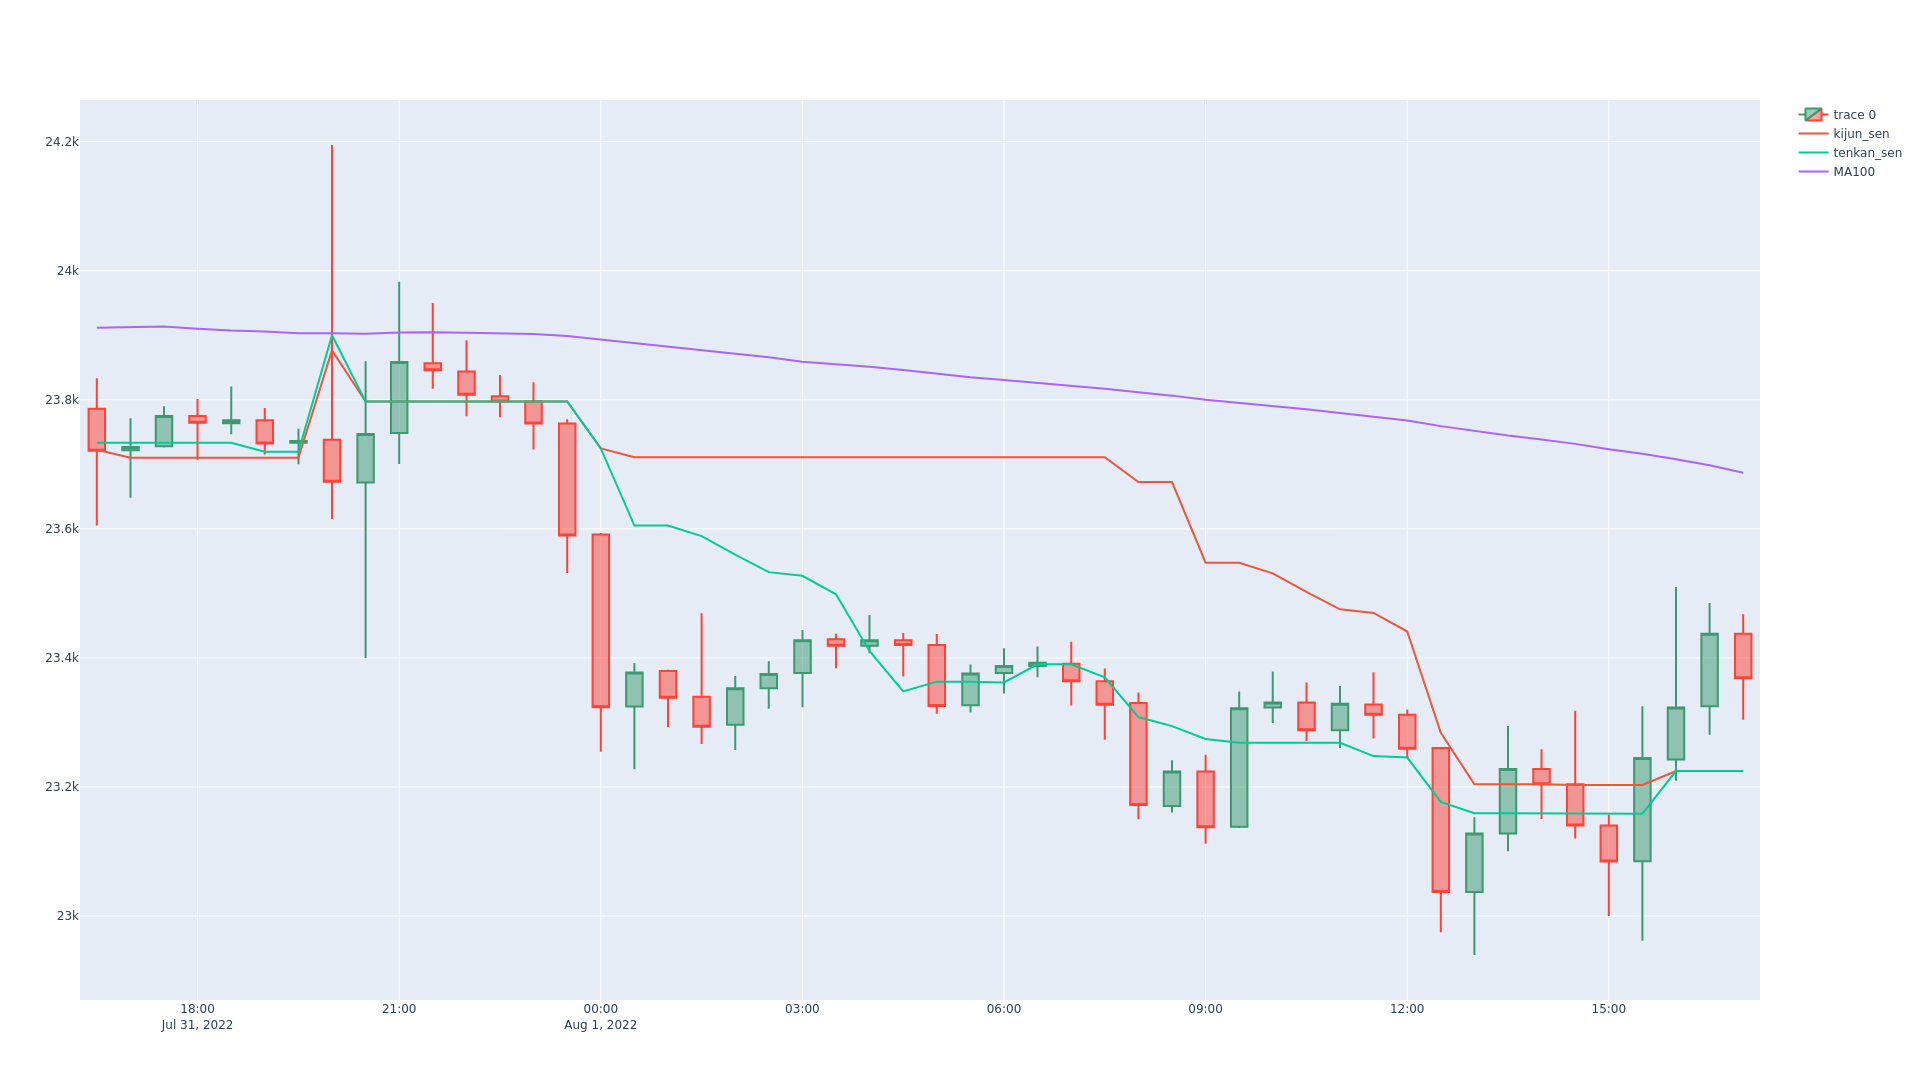 trace 0
kijun_sen
tenkan_sen
MA100
24.2k
24k
23.8k
23.6k
23.4k
23.2k
23k
18:00 21:00 00:00 03:00 06:00 09:00 12:00 15:00
Jul 31, 2022 Aug 1, 2022